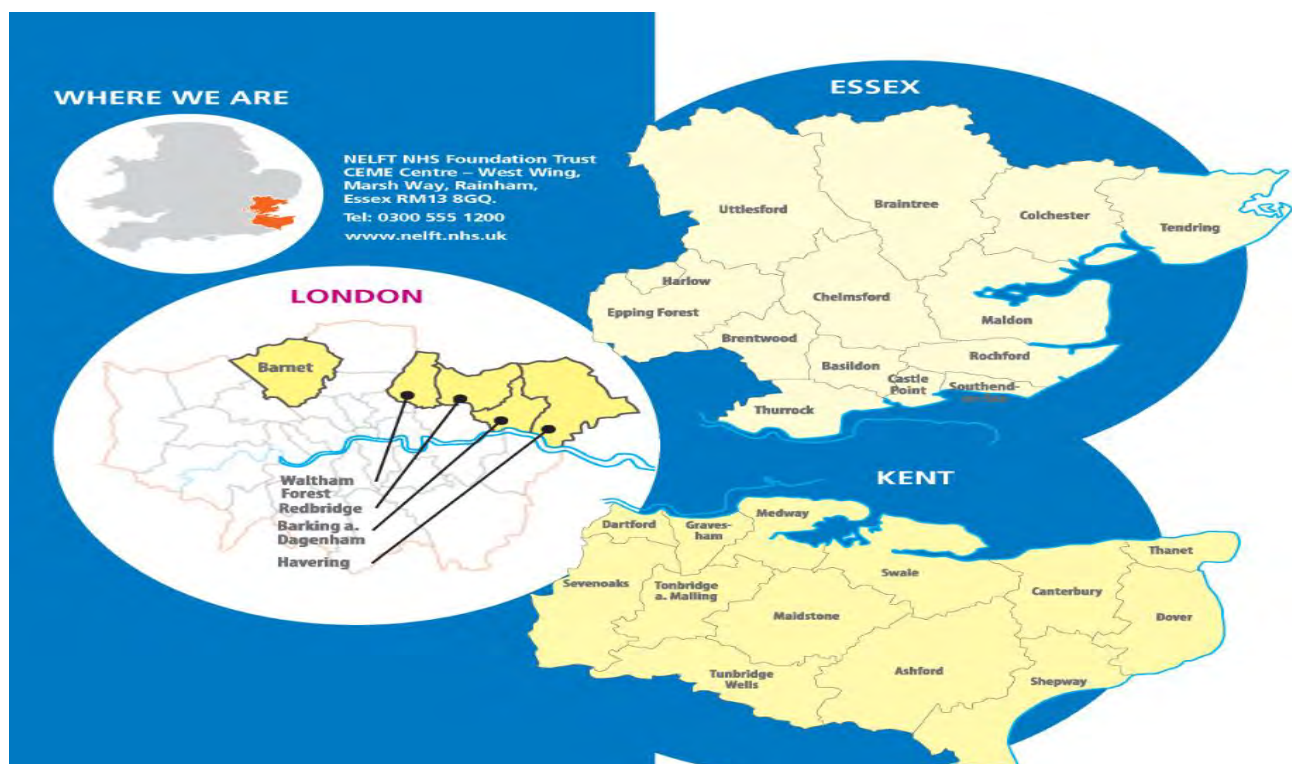 WHERE WE ARE
NELFT NHS Foundation Trust
CEME Centre – West Wing,
Marsh Way, Rainham,
Essex RM13 8GQ.
Tel: 0300 555 1200
www.nelft.nhs.uk
LONDON
Barnet
Waltham
Forest
Redbridge
Barking a.
Dagenham
Havering
ESSEX
Uttlesford
Braintree
Colchester
Tendring
Harlow
Epping Forest
Chelmsford
Maldon
Brentwood
Rochford
Basildon
Castle
Point
Southend-
Thurrock
KENT
Dartford
Graves-
ham
Medway
Thanet
Sevenoaks
Tonbridge
a. Malling
Swale
Canterbury
Maidstone
Dover
Tunbridge
Wells
Ashford
Shepway